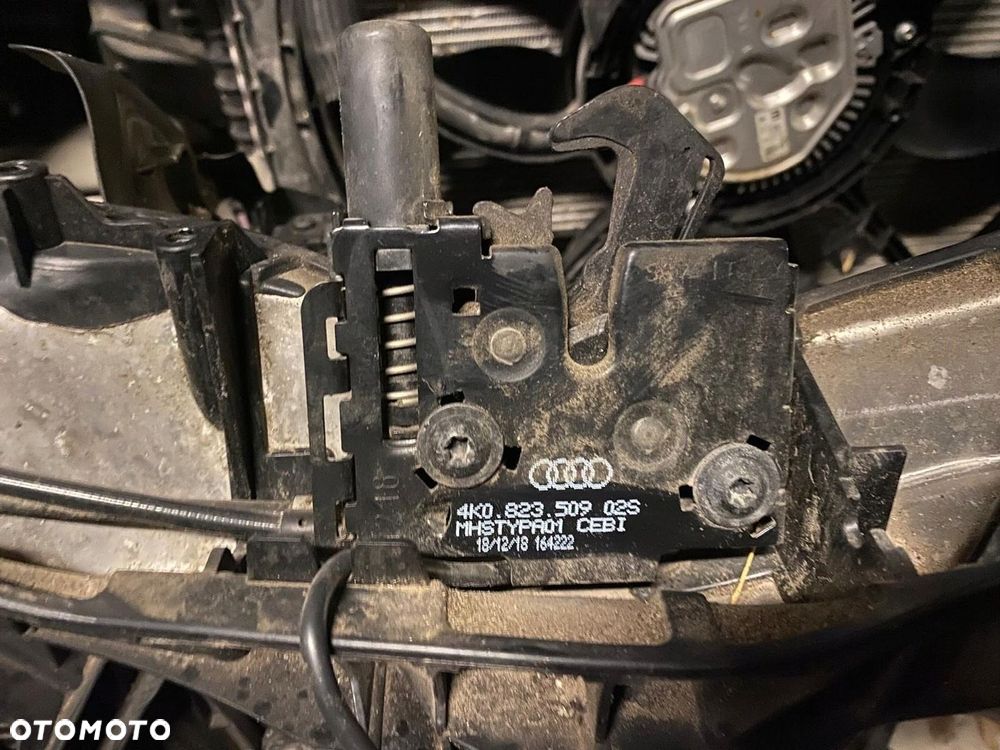 4K0.823.509 02S
MHSTYPA01 CEBI
18/12/18 164222
OTOMOTO